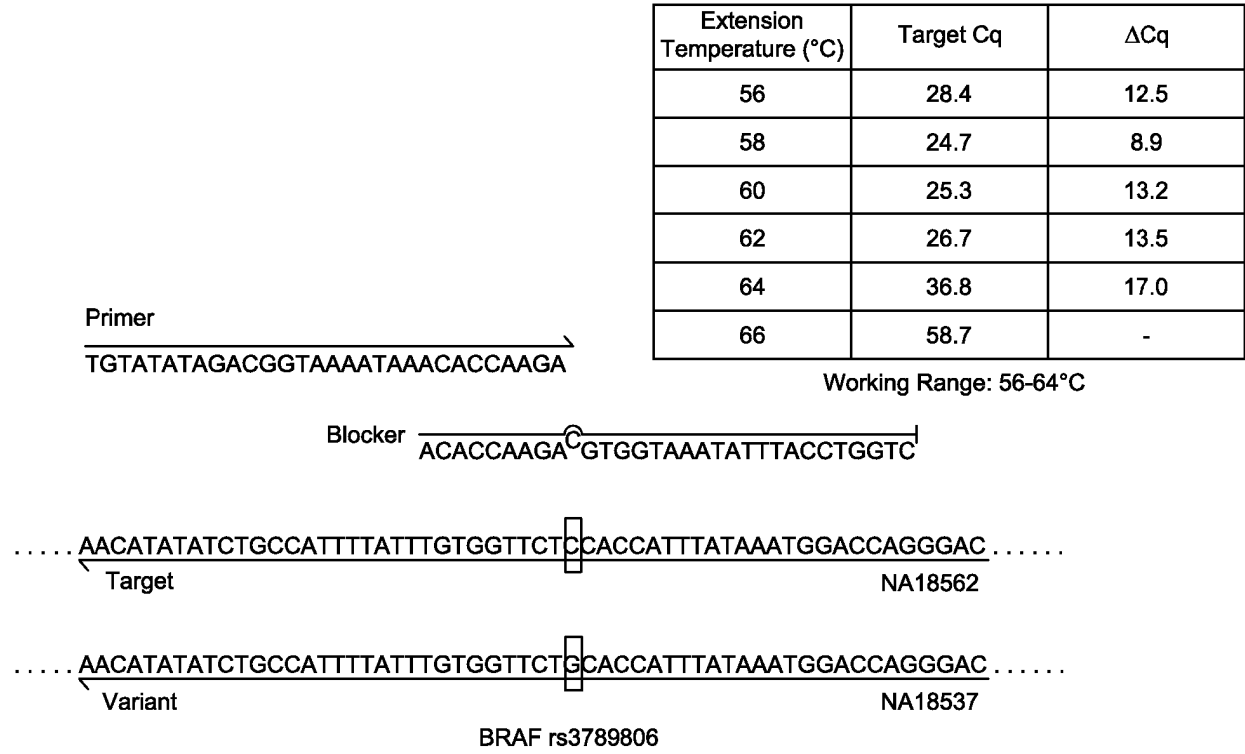 Extension Temperature (°C) Target Cq ΔCq
56 28.4 12.5
58 24.7 8.9
60 25.3 13.2
62 26.7 13.5
64 36.8 17.0
66 58.7 -
Working Range: 56-64°C
Primer
TGTATATAGACGGTAAAATAAACACCAAGA
Blocker ACACCAAGACGTGGTAAATATTTACCTGGTC
.....AACATATATCTGCCATTTTATTTGTGGTTCTCCACCATTTATAAATGGACCAGGGAC......
Target NA18562
.....AACATATATCTGCCATTTTATTTGTGGTTCTGCACCATTTATAAATGGACCAGGGAC......
Variant NA18537
BRAF rs3789806